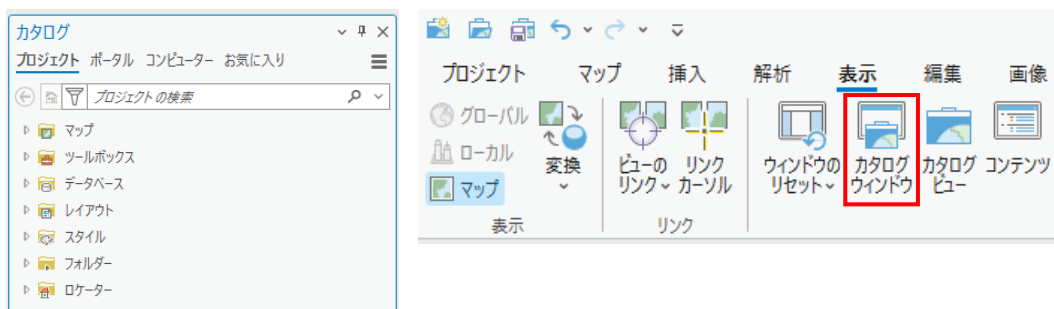 カタログ
プロジェクト ポータル コンピューター お気に入り
プロジェクトの検索
マップ
ツールボックス
データベース
レイアウト
スタイル
フォルダー
ロケーター
プロジェクト マップ 挿入 解析 表示 編集 画像
グローバル
ローカル
マップ
変換
表示
ビューの
リンク
リンク
カーソル
リンク
ウィンドウの
リセット
カタログ
ウィンドウ
カタログ
ビュー
コンテンツ